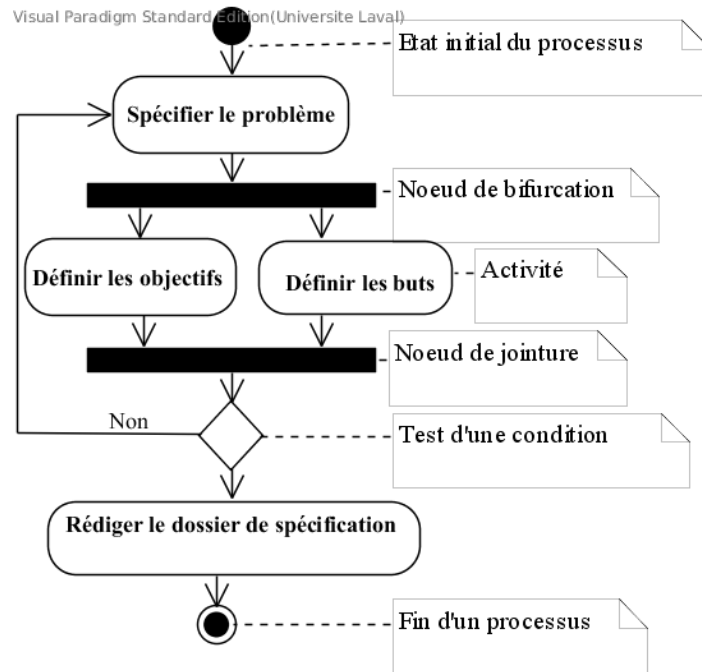 Visual Paradigm Standard Edition(Universite Laval)
Etat initial du processus
Spécifier le problème
Noeud de bifurcation
Définir les objectifs
Définir les buts
Activité
Noeud de jointure
Non
Test d'une condition
Rédiger le dossier de spécification
Fin d'un processus